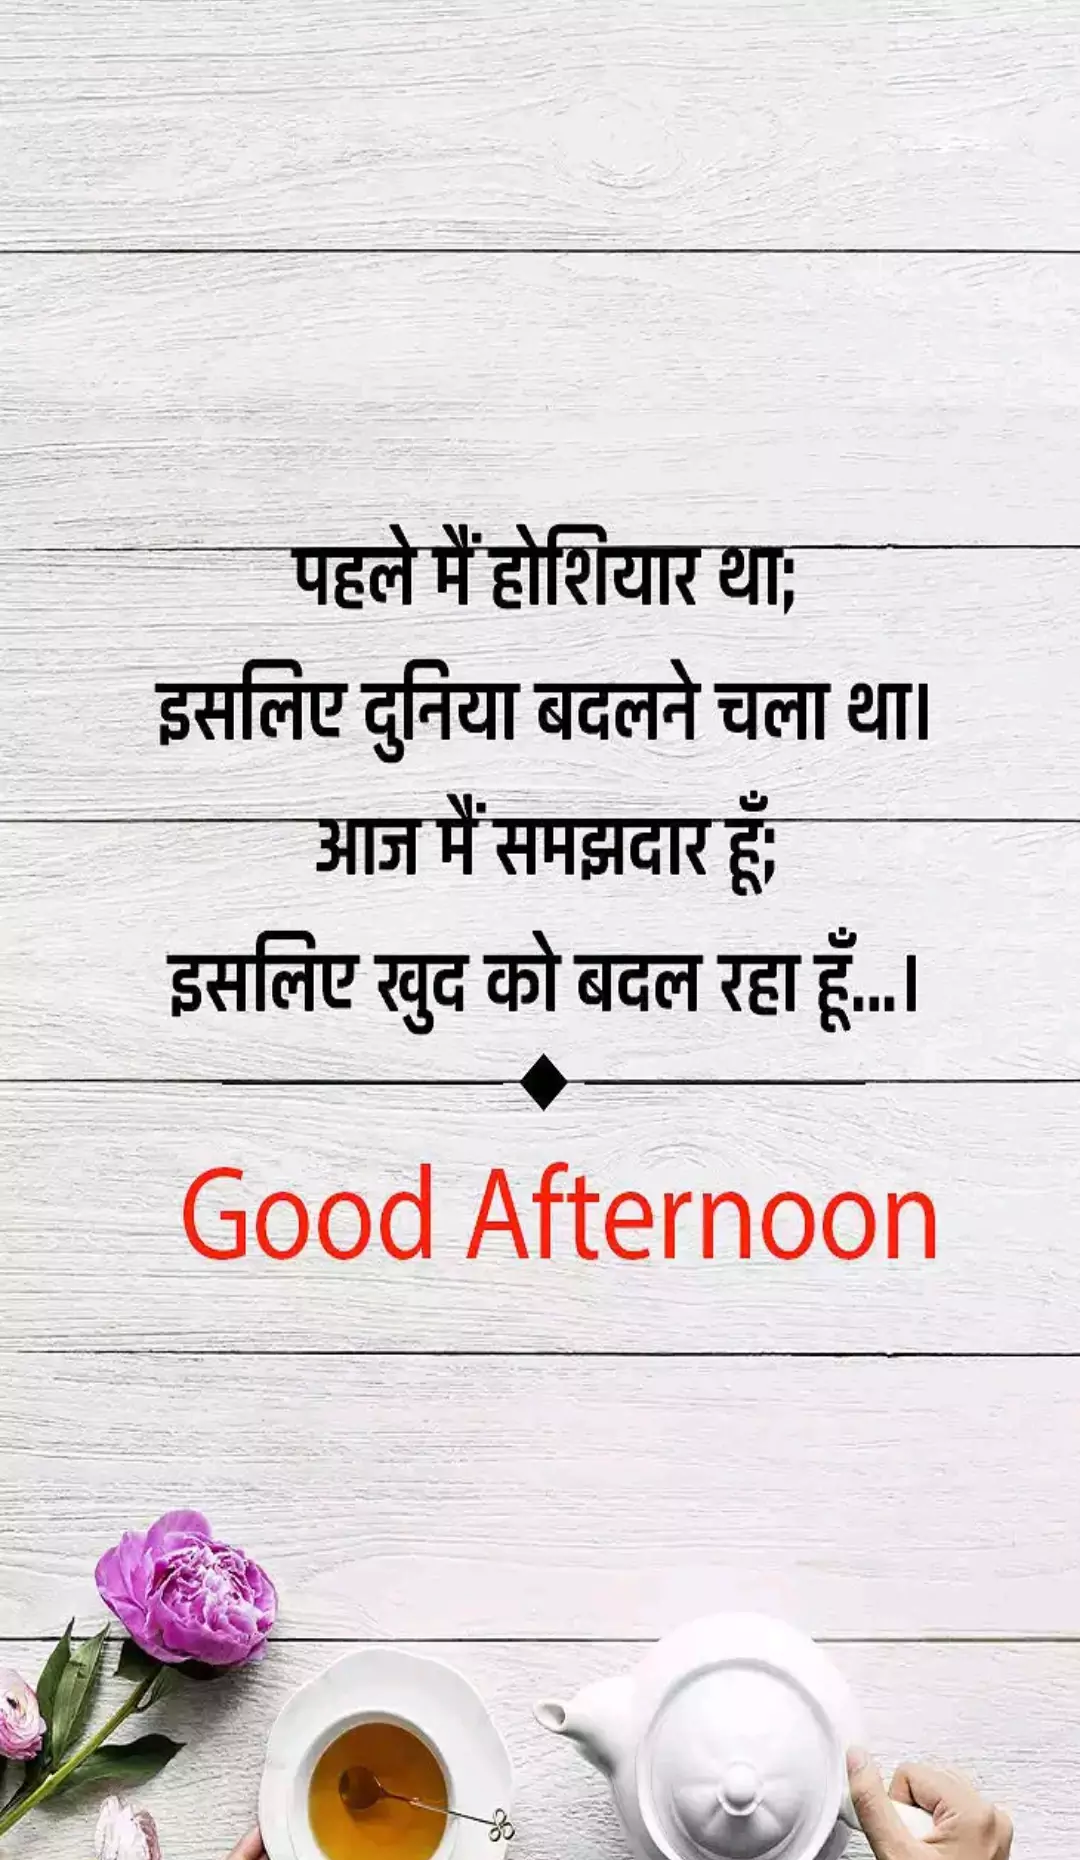 पहले मैं होशियार था;
इसलिए दुनिया बदलने चला था।
आज मैं समझदार हूँ;
इसलिए खुद को बदल रहा हूँ...।
Good Afternoon